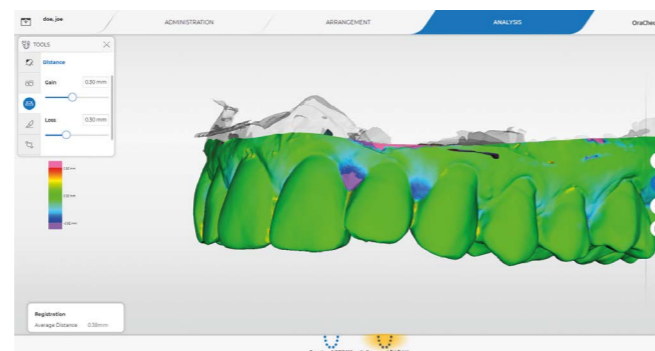 doe, joe
ADMINISTRATION
ARRANGEMENT
ANALYSIS
OraChec
TOOLS
Distance
Gain
0.50 mm
Loss
0.50 mm
Registration
Average Distance 0.38mm